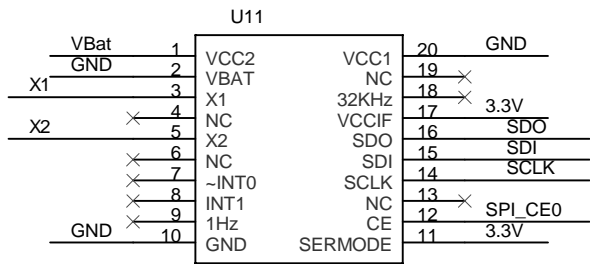 U11
VBat 1 VCC2 VCC1 20 GND
GND 2 VBAT NC 19
X1 3 X1 32KHz 18
4 NC VCCIF 17 3.3V
X2 5 X2 SDO 16 SDO
6 NC SDI 15 SDI
7 ~INT0 SCLK 14 SCLK
8 INT1 NC 13
9 1Hz CE 12 SPI_CE0
GND 10 GND SERMODE 11 3.3V